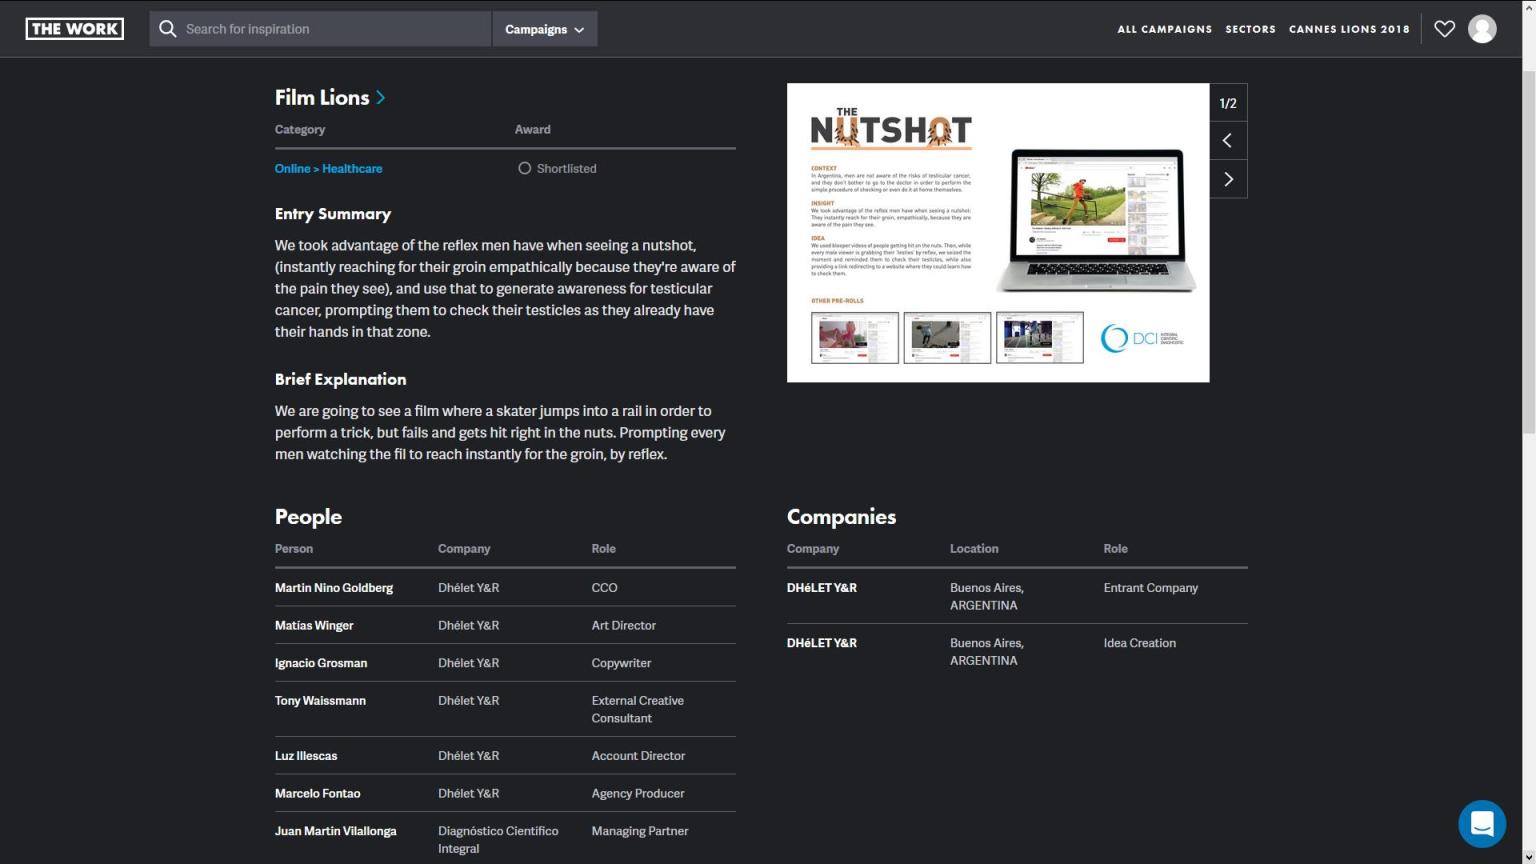 THE WORK
Search for inspiration
Campaigns
ALL CAMPAIGNS
SECTORS
CANNES LIONS 2018
Film Lions
Category
Award
Online > Healthcare
Shortlisted
Entry Summary
We took advantage of the reflex men have when seeing a nutshot,
(instantly reaching for their groin empathically because they're aware of
the pain they see), and use that to generate awareness for testicular
cancer, prompting them to check their testicles as they already have
their hands in that zone.
Brief Explanation
We are going to see a film where a skater jumps into a rail in order to
perform a trick, but fails and gets hit right in the nuts. Prompting every
men watching the fil to reach instantly for the groin, by reflex.
1/2
THE
NUTSHOT
CONTEXT
In Argentina, men are not aware of the risks of testicular cancer,
and they don't bother to go to the doctor in order to perform the
simple procedure of checking or even do it at home themselves.
INSIGHT
We took advantage of the reflex men have when seeing a nutshot:
They instantly reach for their groin, empathically, because they are
aware of the pain they see.
IDEA
We used blooper videos of people getting hit on the nuts. Then, while
every male viewer is grabbing their 'testies' by reflex, we seized the
moment and reminded them to check their testicles, while also
providing a link redirecting to a website where they could learn how
to check them.
OTHER PRE-ROLLS
DCI INTEGRAL
CIENTIFIC
DIAGNOSTIC
People
Person
Company
Role
Martin Nino Goldberg
Dhélet Y&R
CCO
Matías Winger
Dhélet Y&R
Art Director
Ignacio Grosman
Dhélet Y&R
Copywriter
Tony Waissmann
Dhélet Y&R
External Creative
Consultant
Luz Illescas
Dhélet Y&R
Account Director
Marcelo Fontao
Dhélet Y&R
Agency Producer
Juan Martin Vilallonga
Diagnóstico Cientifico
Integral
Managing Partner
Companies
Company
Location
Role
DHéLET Y&R
Buenos Aires,
ARGENTINA
Entrant Company
DHéLET Y&R
Buenos Aires,
ARGENTINA
Idea Creation